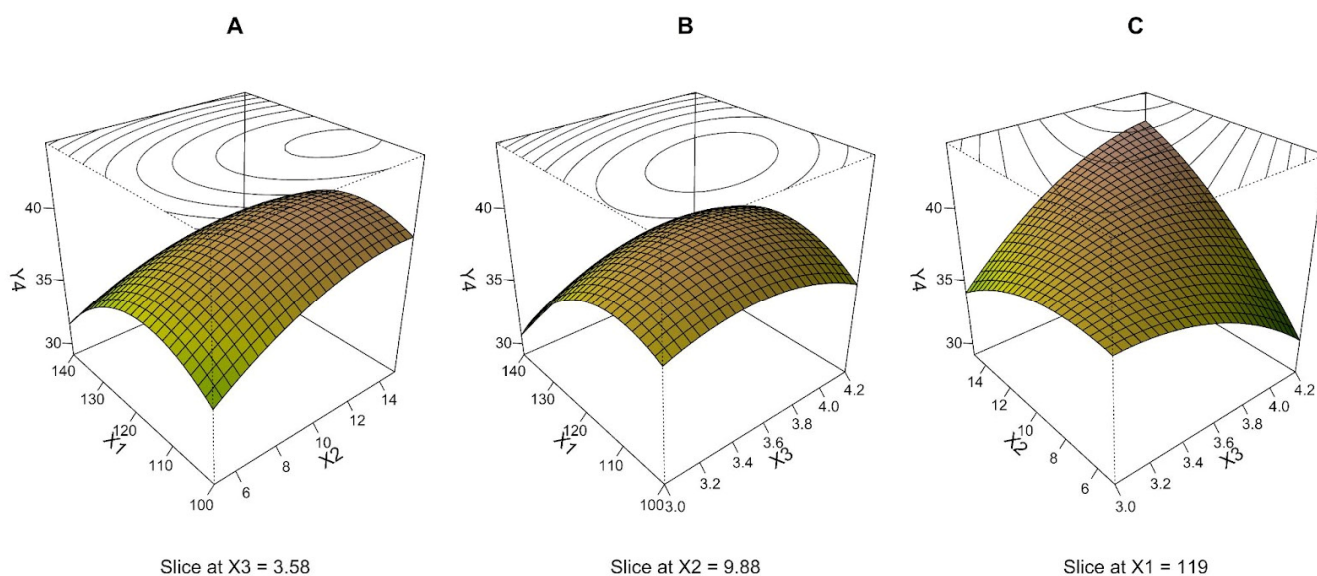 A
B
C
40
35
30
Y4
140
130
120
110
100
X1
6
8
10
12
14
X2
40
35
30
Y4
140
130
120
110
100
X1
3.0
3.2
3.4
3.6
3.8
4.0
4.2
X3
40
35
30
Y4
14
12
10
8
6
X2
3.0
3.2
3.4
3.6
3.8
4.0
4.2
X3
Slice at X3 = 3.58
Slice at X2 = 9.88
Slice at X1 = 119